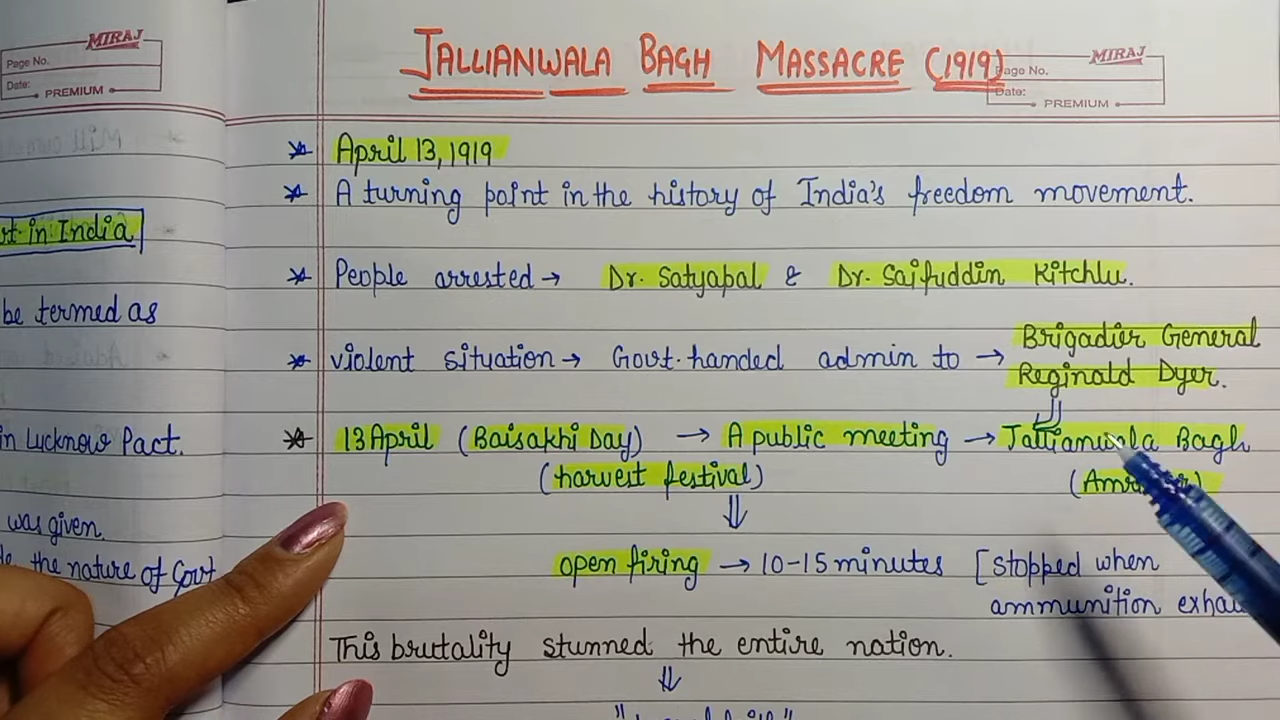 MIRAJ
Page No.
Date:
PREMIUM
rt in India
be termed as
in Lucknow Pact.
was given.
the nature of Govt
JALLIANWALA BAGH MASSACRE (1919)
MIRAJ
Page No.
Date:
PREMIUM
* April 13, 1919
* A turning point in the history of India's freedom movement.
* People arrested → Dr. Satyapal & Dr. Saifuddin Kitchlu.
* violent situation → Govt. handed admin to → Brigadier General
Reginald Dyer.
* 13 April (Baisakhi Day) → A public meeting → Jallianwala Bagh
(harvest festival)
⇓
open firing → 10-15 minutes [stopped when
ammunition
This brutality stunned the entire nation.
⇓